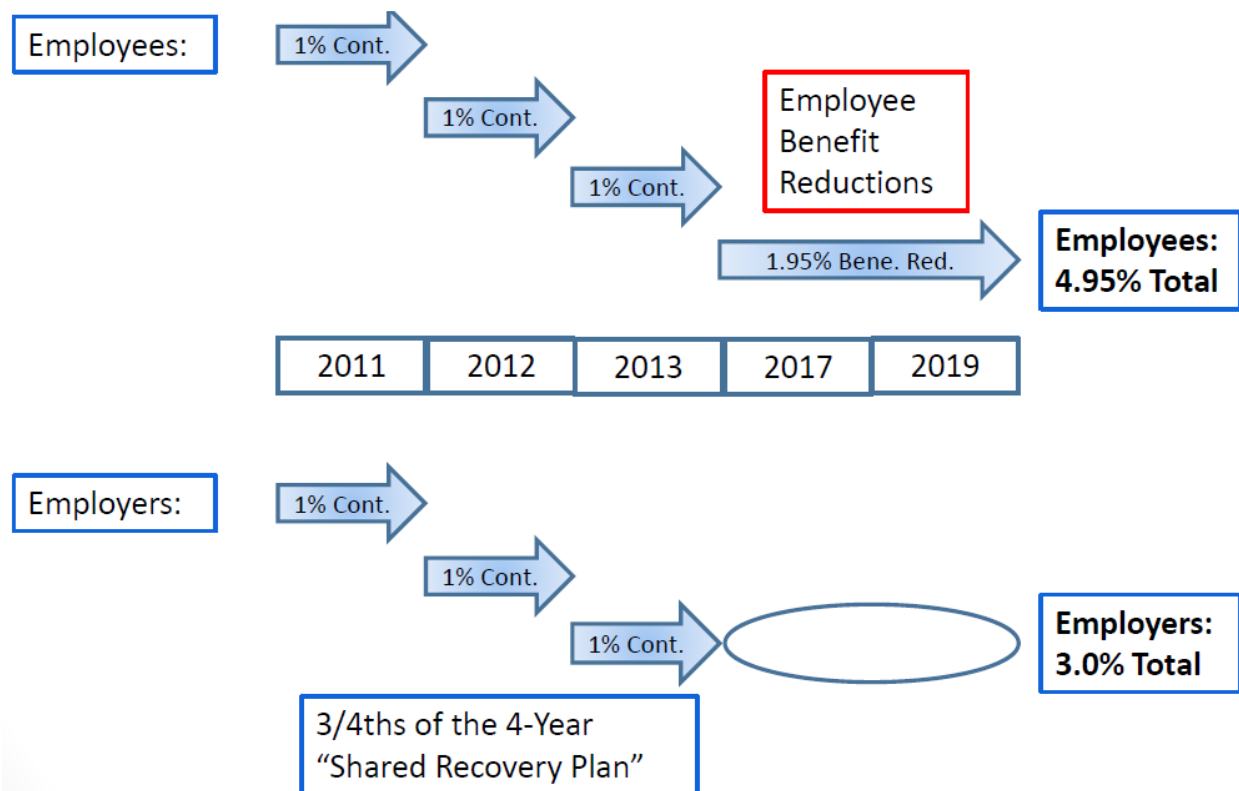 Employees:
1% Cont.
1% Cont.
1% Cont.
Employee
Benefit
Reductions
1.95% Bene. Red.
Employees:
4.95% Total
2011 2012 2013 2017 2019
Employers:
1% Cont.
1% Cont.
1% Cont.
Employers:
3.0% Total
3/4ths of the 4-Year
“Shared Recovery Plan”